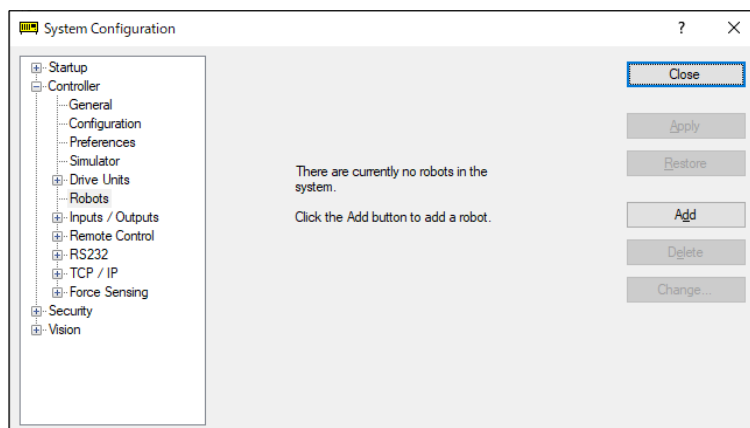 System Configuration
?
Startup
Controller
General
Configuration
Preferences
Simulator
Drive Units
Robots
Inputs / Outputs
Remote Control
RS232
TCP / IP
Force Sensing
Security
Vision
There are currently no robots in the
system.
Click the Add button to add a robot.
Close
Apply
Restore
Add
Delete
Change...